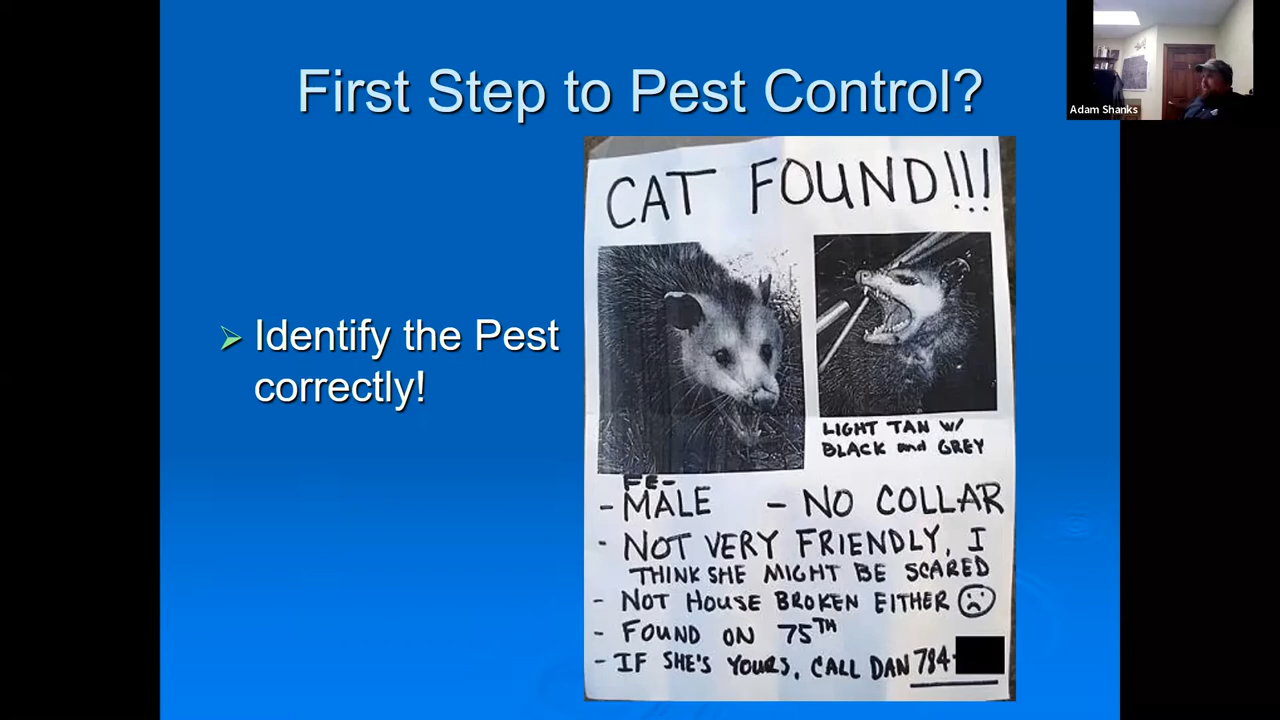 First Step to Pest Control?
Adam Shanks
Identify the Pest
correctly!
CAT FOUND!!!
LIGHT TAN W/
BLACK and GREY
FE-
- MALE - NO COLLAR
- NOT VERY FRIENDLY, I
THINK SHE MIGHT BE SCARED
- NOT HOUSE BROKEN EITHER
- FOUND ON 75TH
- IF SHE'S YOURS, CALL DAN 784-